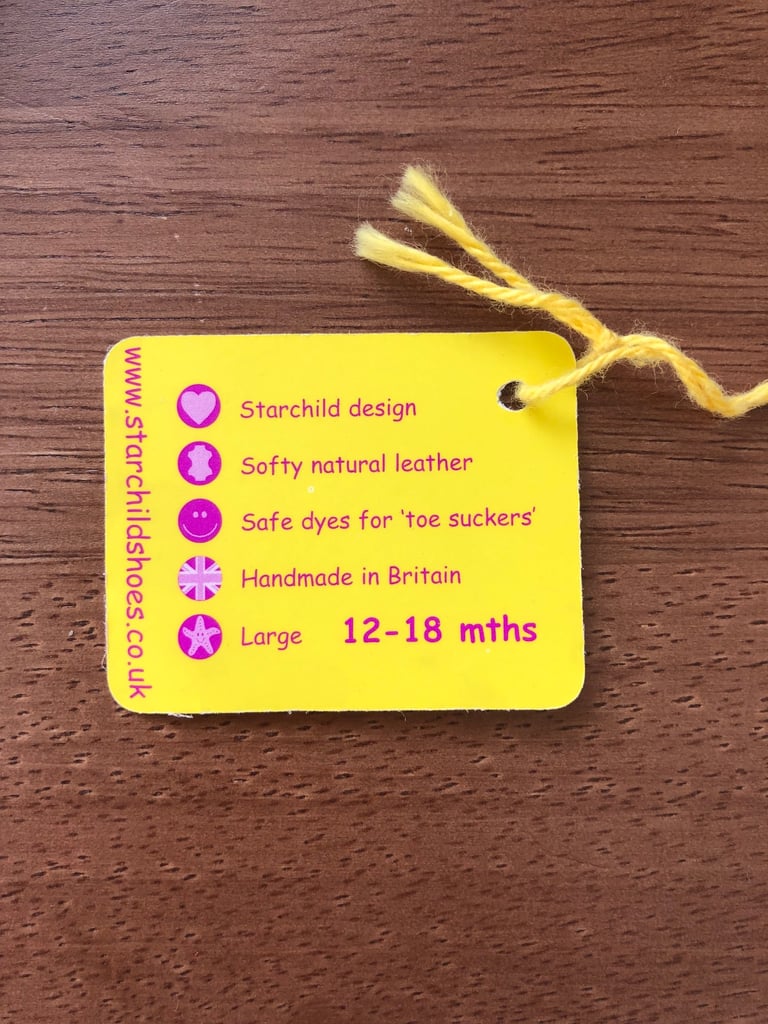 www.starchildshoes.co.uk
Starchild design
Softy natural leather
Safe dyes for ‘toe suckers’
Handmade in Britain
Large 12-18 mths